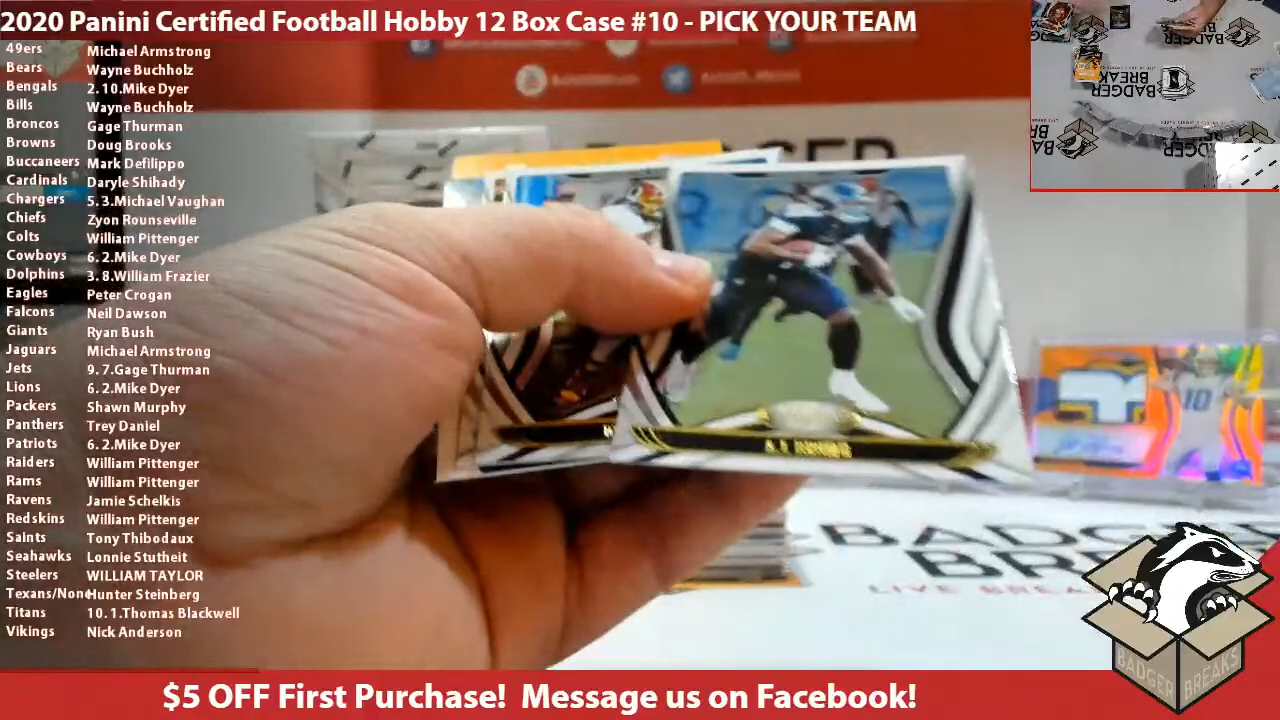 2020 Panini Certified Football Hobby 12 Box Case #10 - PICK YOUR TEAM
49ers Michael Armstrong
Bears Wayne Buchholz
Bengals 2. 10.Mike Dyer
Bills Wayne Buchholz
Broncos Gage Thurman
Browns Doug Brooks
Buccaneers Mark Defilippo
Cardinals Daryle Shihady
Chargers 5. 3.Michael Vaughan
Chiefs Zyon Rounseville
Colts William Pittenger
Cowboys 6. 2.Mike Dyer
Dolphins 3. 8.William Frazier
Eagles Peter Crogan
Falcons Neil Dawson
Giants Ryan Bush
Jaguars Michael Armstrong
Jets 9. 7.Gage Thurman
Lions 6. 2.Mike Dyer
Packers Shawn Murphy
Panthers Trey Daniel
Patriots 6. 2.Mike Dyer
Raiders William Pittenger
Rams William Pittenger
Ravens Jamie Schelkis
Redskins William Pittenger
Saints Tony Thibodaux
Seahawks Lonnie Stutheit
Steelers WILLIAM TAYLOR
Texans/None Hunter Steinberg
Titans 10. 1.Thomas Blackwell
Vikings Nick Anderson
BADGER
BREAK
10
BADGER
LIVE BREA
BADGER BREAKS
$5 OFF First Purchase! Message us on Facebook!